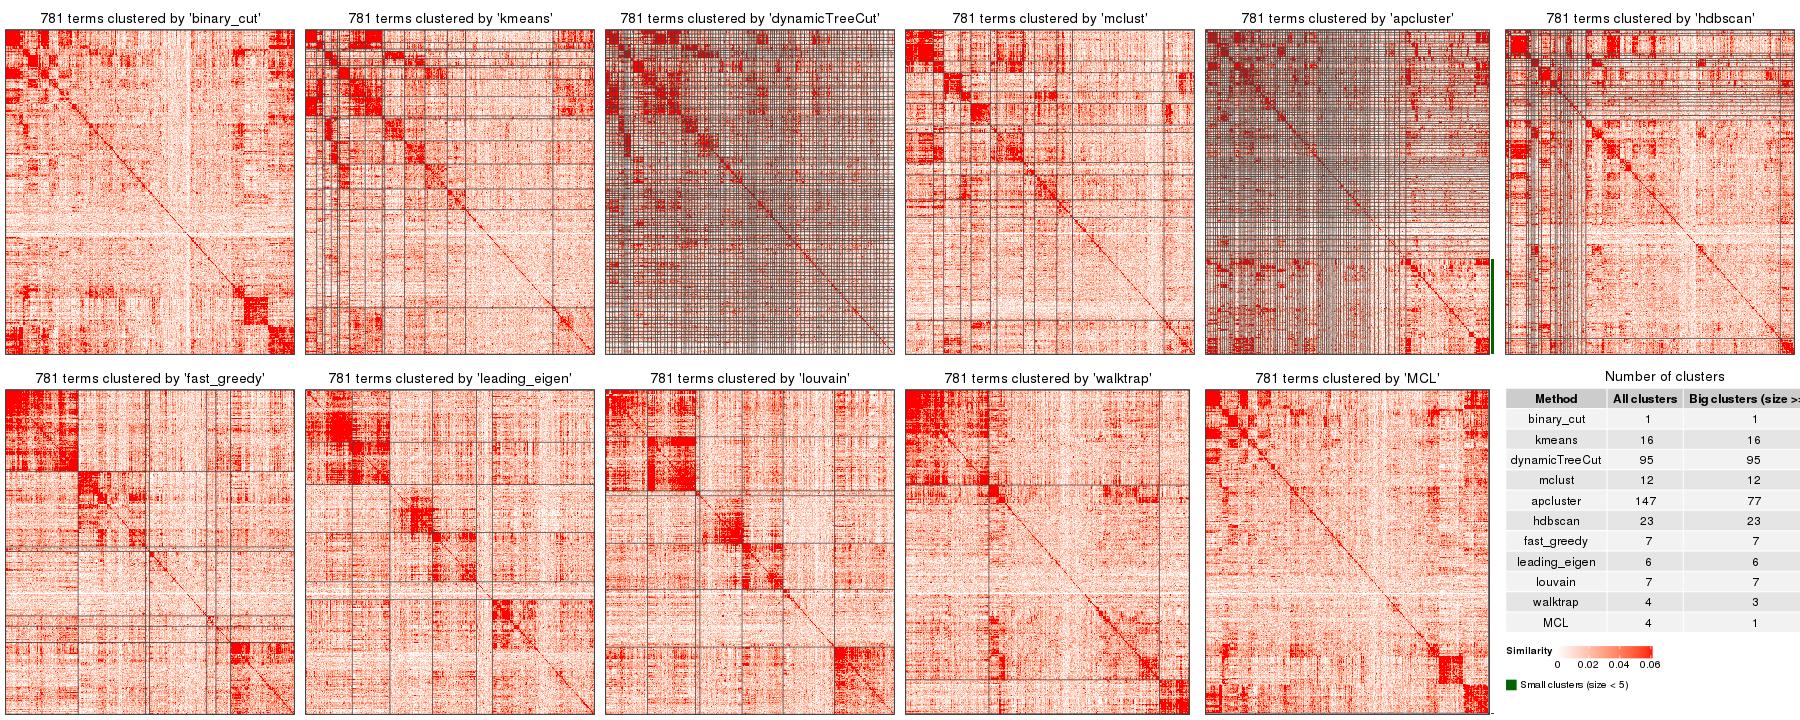 781 terms clustered by 'binary_cut'
781 terms clustered by 'kmeans'
781 terms clustered by 'dynamicTreeCut'
781 terms clustered by 'mclust'
781 terms clustered by 'apcluster'
781 terms clustered by 'hdbscan'
781 terms clustered by 'fast_greedy'
781 terms clustered by 'leading_eigen'
781 terms clustered by 'louvain'
781 terms clustered by 'walktrap'
781 terms clustered by 'MCL'
Number of clusters
Method All clusters Big clusters (size >=
binary_cut 1 1
kmeans 16 16
dynamicTreeCut 95 95
mclust 12 12
apcluster 147 77
hdbscan 23 23
fast_greedy 7 7
leading_eigen 6 6
louvain 7 7
walktrap 4 3
MCL 4 1
Similarity
0 0.02 0.04 0.06
Small clusters (size < 5)